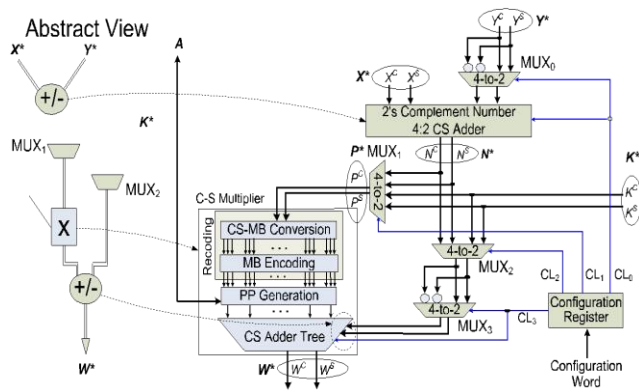 Abstract View
X* Y*
+/-
K*
MUX1
MUX2
X
+/-
W*
A
Y^C Y^S Y*
MUX0
4-to-2
X* X^C X^S
2's Complement Number
4:2 CS Adder
N^C N^S N*
P* MUX1
P^C
P^S
4-to-2
K*
K^C
K^S
C-S Multiplier
Recoding
CS-MB Conversion
...
...
MB Encoding
...
PP Generation
...
CS Adder Tree
W* W^C W^S
4-to-2
MUX2
4-to-2
MUX3
CL2 CL1 CL0
CL3
Configuration
Register
Configuration
Word